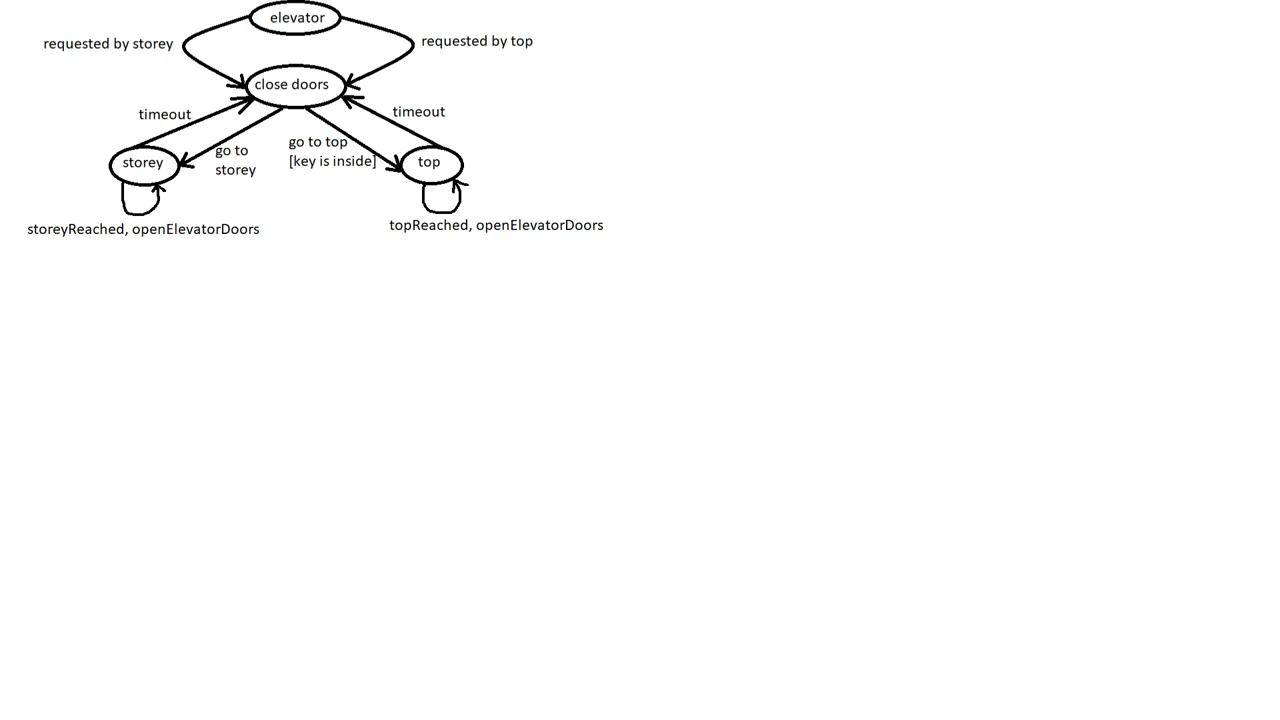 elevator
requested by storey
requested by top
close doors
timeout
timeout
go to
storey
go to top
[key is inside]
storey
top
storeyReached, openElevatorDoors
topReached, openElevatorDoors